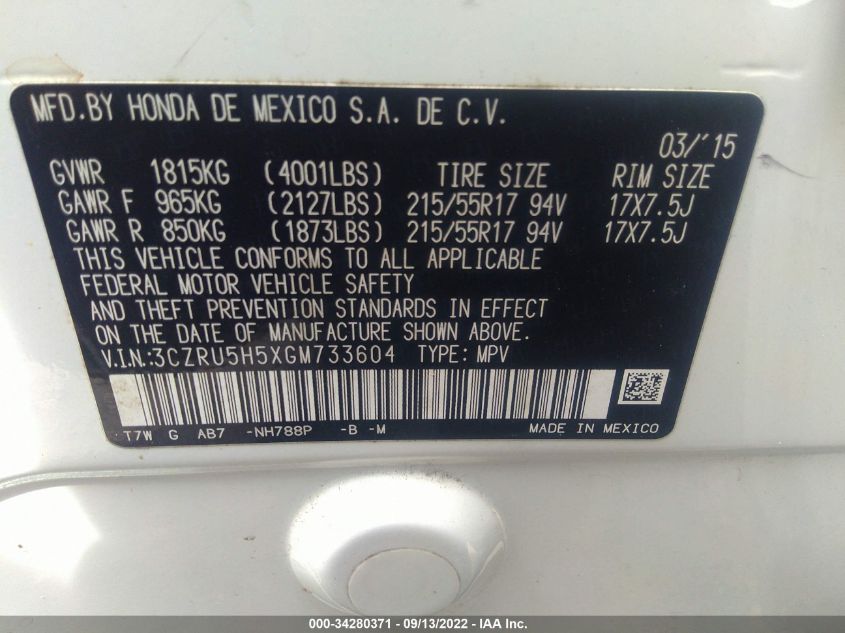 MFD.BY HONDA DE MEXICO S.A. DE C.V.
03/'15
GVWR 1815KG (4001LBS) TIRE SIZE RIM SIZE
GAWR F 965KG (2127LBS) 215/55R17 94V 17X7.5J
GAWR R 850KG (1873LBS) 215/55R17 94V 17X7.5J
THIS VEHICLE CONFORMS TO ALL APPLICABLE
FEDERAL MOTOR VEHICLE SAFETY
AND THEFT PREVENTION STANDARDS IN EFFECT
ON THE DATE OF MANUFACTURE SHOWN ABOVE.
V.I.N.:3CZRU5H5XGM733604 TYPE: MPV
T7W G AB7 -NH788P -B -M MADE IN MEXICO
000-34280371 - 09/13/2022 - IAA Inc.